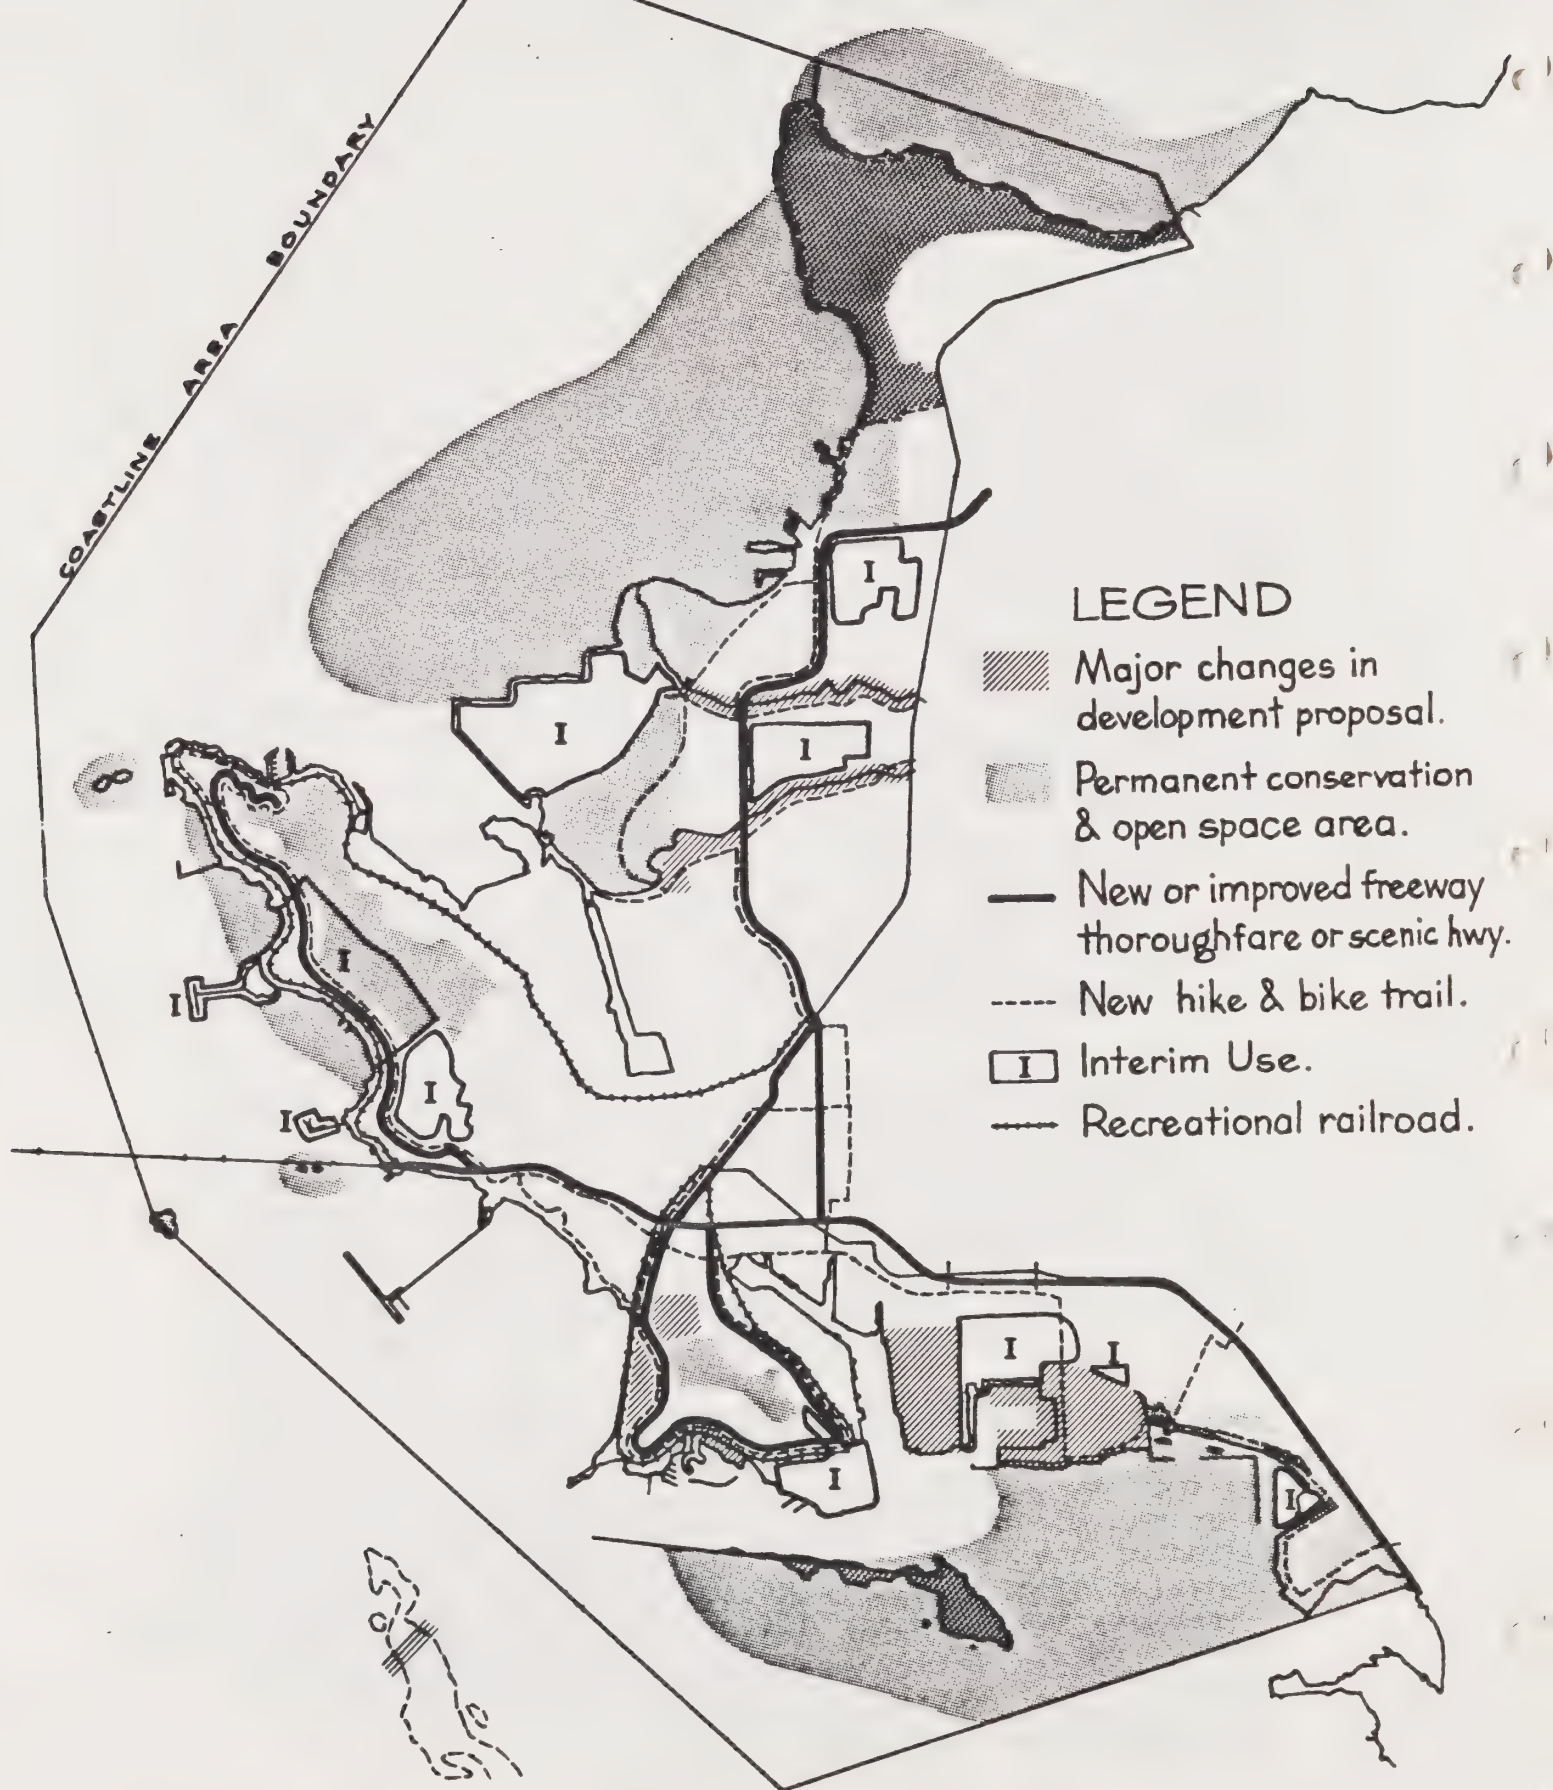 COASTLINE AREA BOUNDARY
I
I
I
I
I
I
I
I
I
I
I
I
LEGEND
Major changes in
development proposal.
Permanent conservation
& open space area.
New or improved freeway
thoroughfare or scenic hwy.
New hike & bike trail.
I Interim Use.
Recreational railroad.